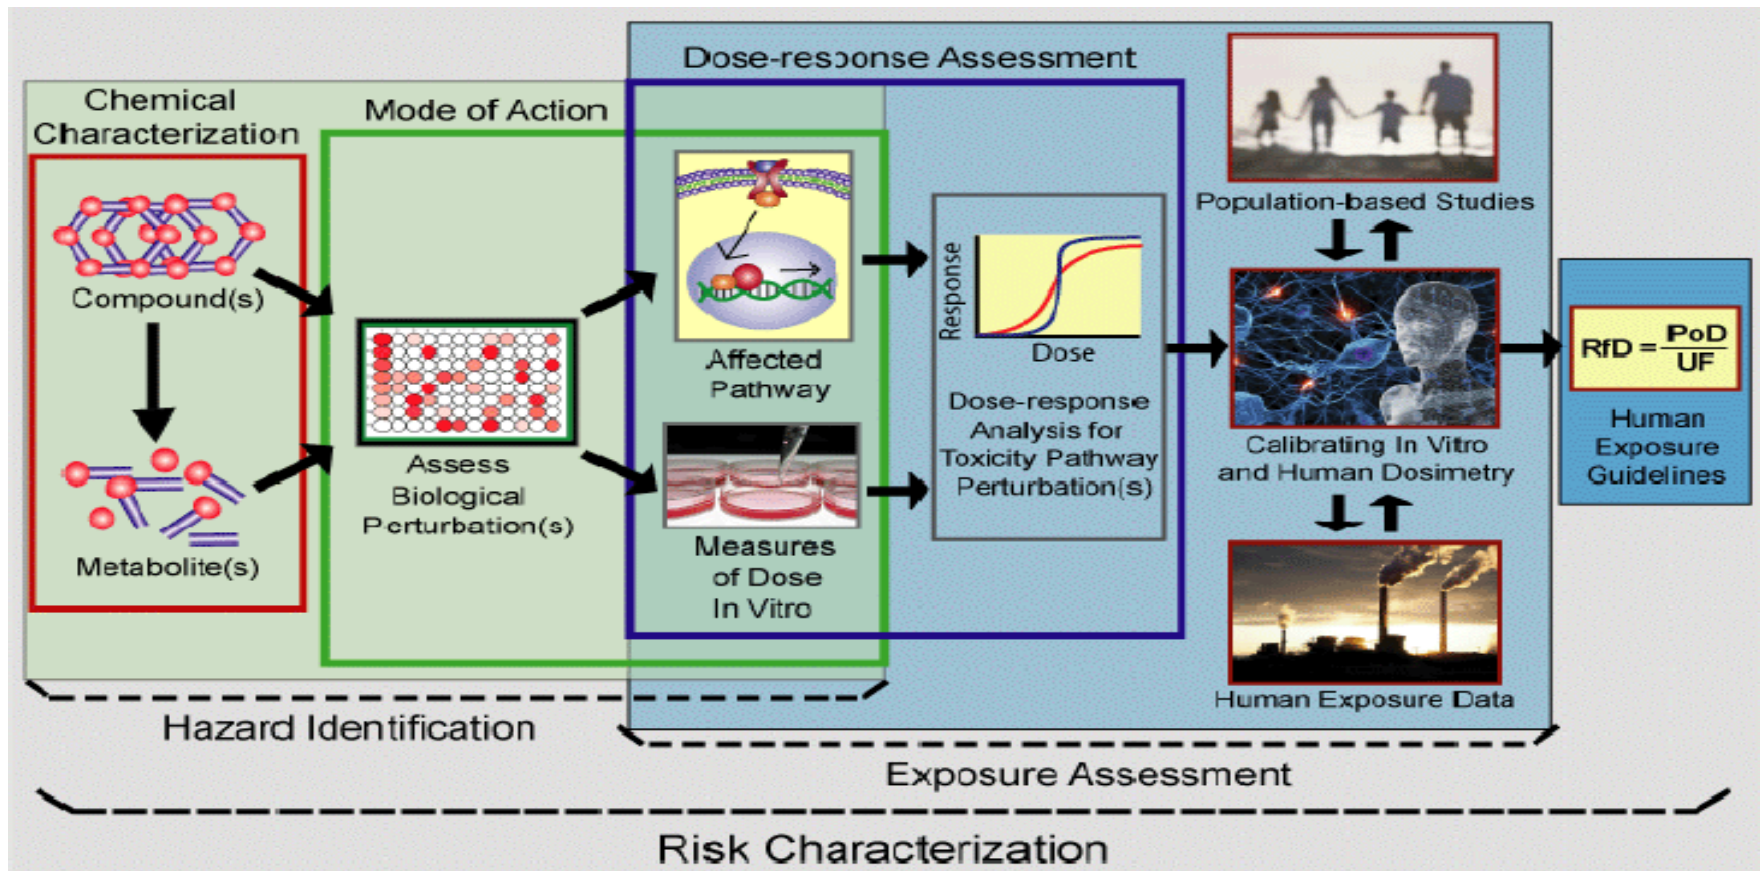 Dose-response Assessment
Chemical
Characterization
Mode of Action
Compound(s)
Metabolite(s)
Assess
Biological
Perturbation(s)
Affected
Pathway
Measures
of Dose
In Vitro
Response
Dose
Dose-response
Analysis for
Toxicity Pathway
Perturbation(s)
Population-based Studies
Calibrating In Vitro
and Human Dosimetry
Human Exposure Data
RfD = PoD
UF
Human
Exposure
Guidelines
Hazard Identification
Exposure Assessment
Risk Characterization